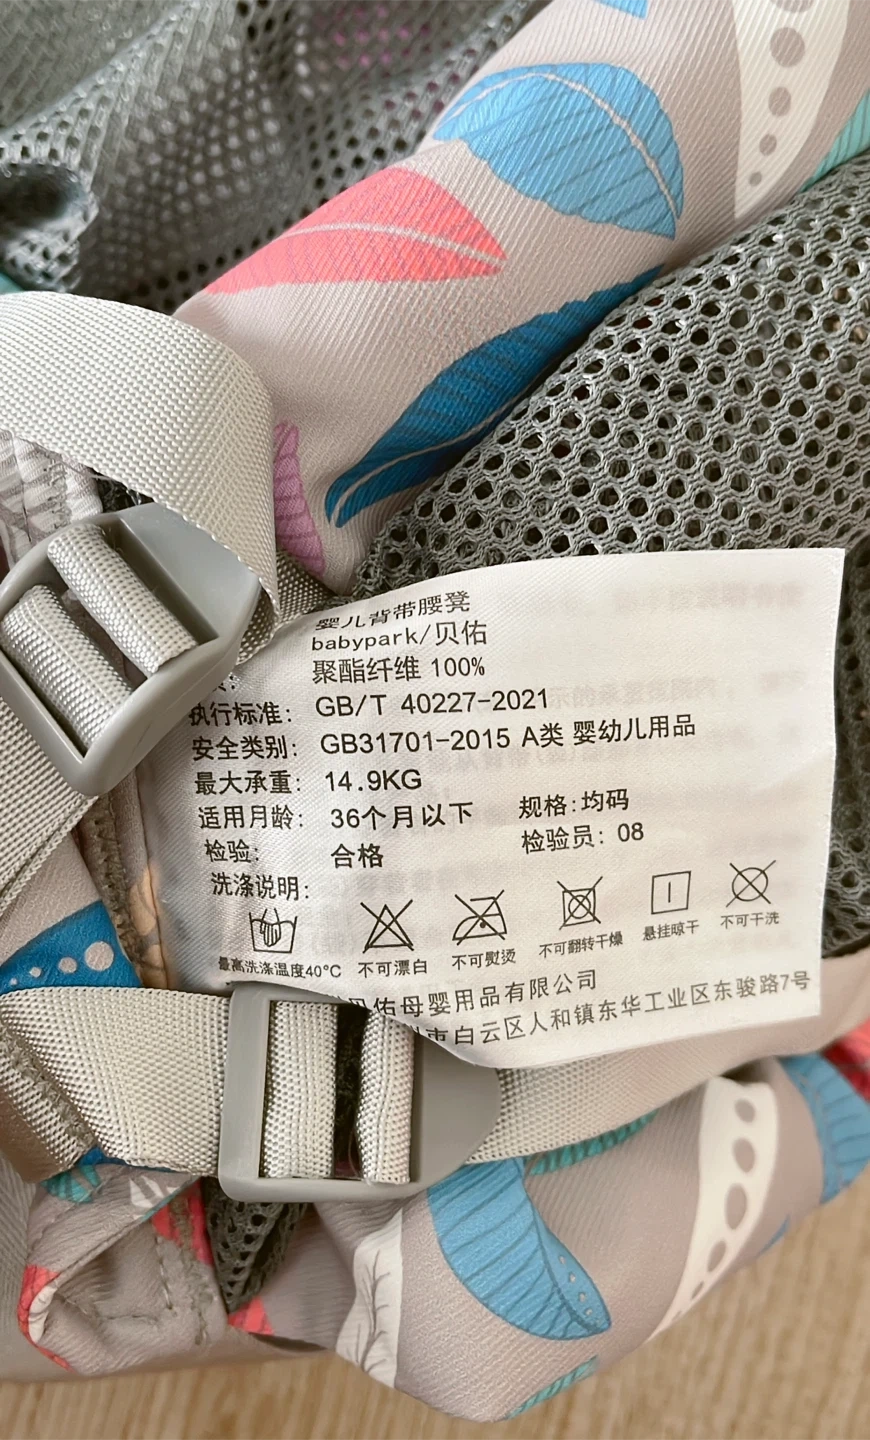 婴儿背带腰凳
babypark/贝佑
聚酯纤维 100%
执行标准: GB/T 40227-2021
安全类别: GB31701-2015 A类 婴幼儿用品
最大承重: 14.9KG
适用月龄: 36个月以下 规格:均码
检验: 合格 检验员: 08
洗涤说明:
最高洗涤温度40°C 不可漂白 不可熨烫 不可翻转干燥 悬挂晾干 不可干洗
贝佑母婴用品有限公司
市白云区人和镇东华工业区东骏路7号